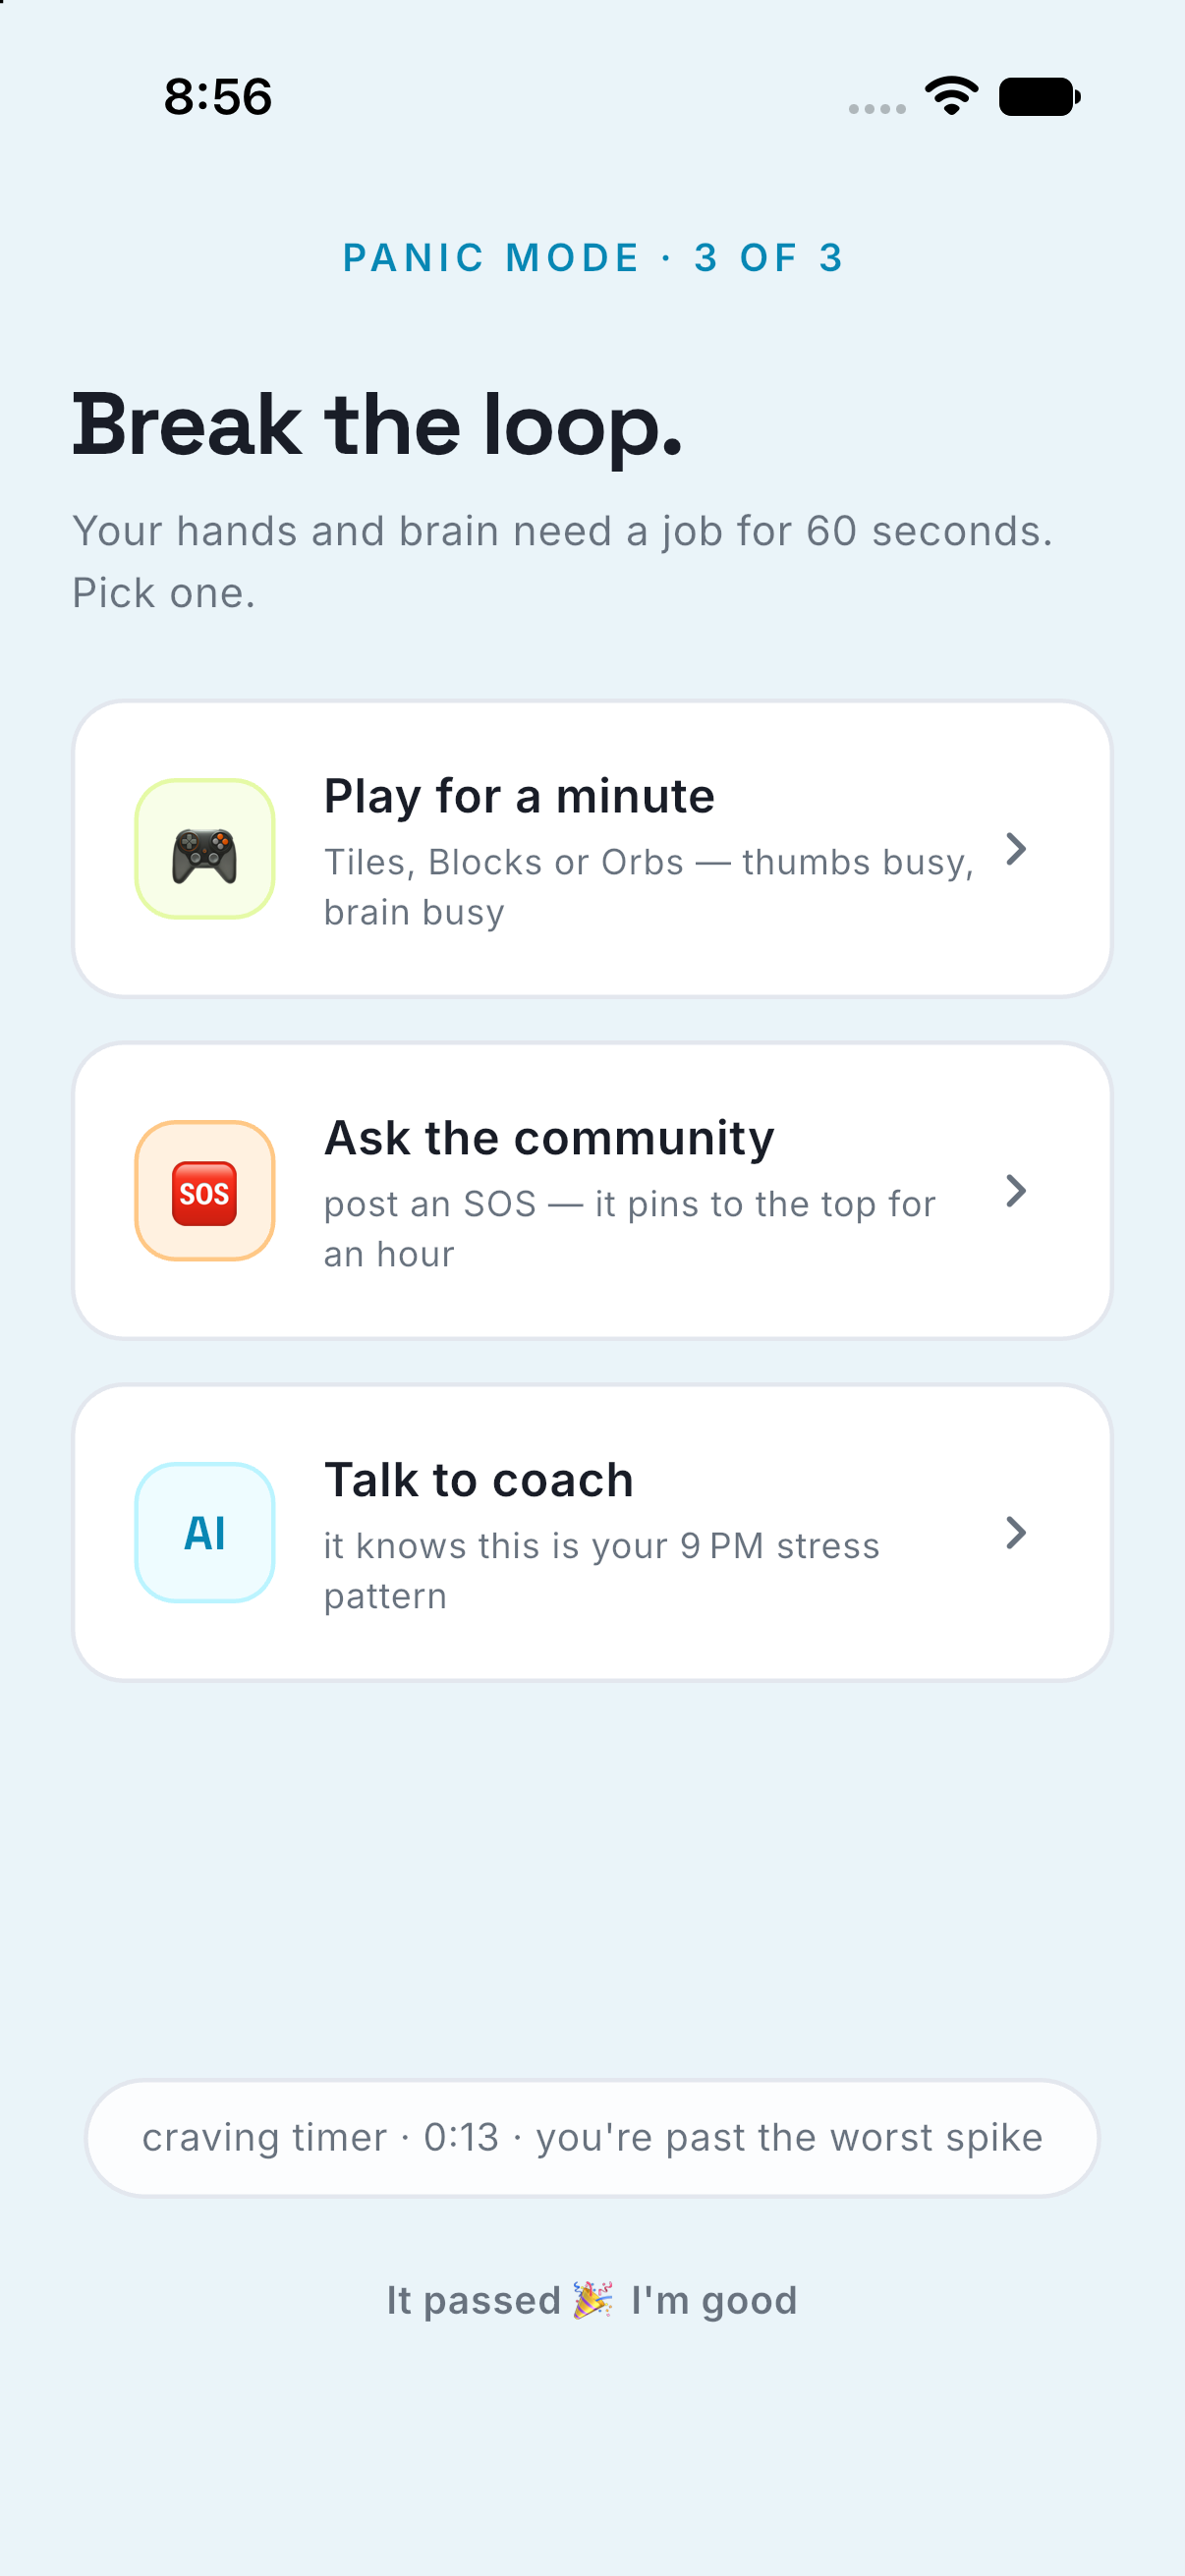 8:56
PANIC MODE · 3 OF 3
Break the loop.
Your hands and brain need a job for 60 seconds.
Pick one.
Play for a minute
Tiles, Blocks or Orbs — thumbs busy,
brain busy
SOS
Ask the community
post an SOS — it pins to the top for
an hour
AI
Talk to coach
it knows this is your 9 PM stress
pattern
craving timer · 0:13 · you're past the worst spike
It passed 🎉 I'm good